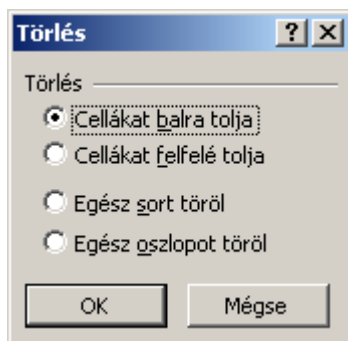 Törlés
Törlés
Cellákat balra tolja
Cellákat felfelé tolja
Egész sort töröl
Egész oszlopot töröl
OK Mégse